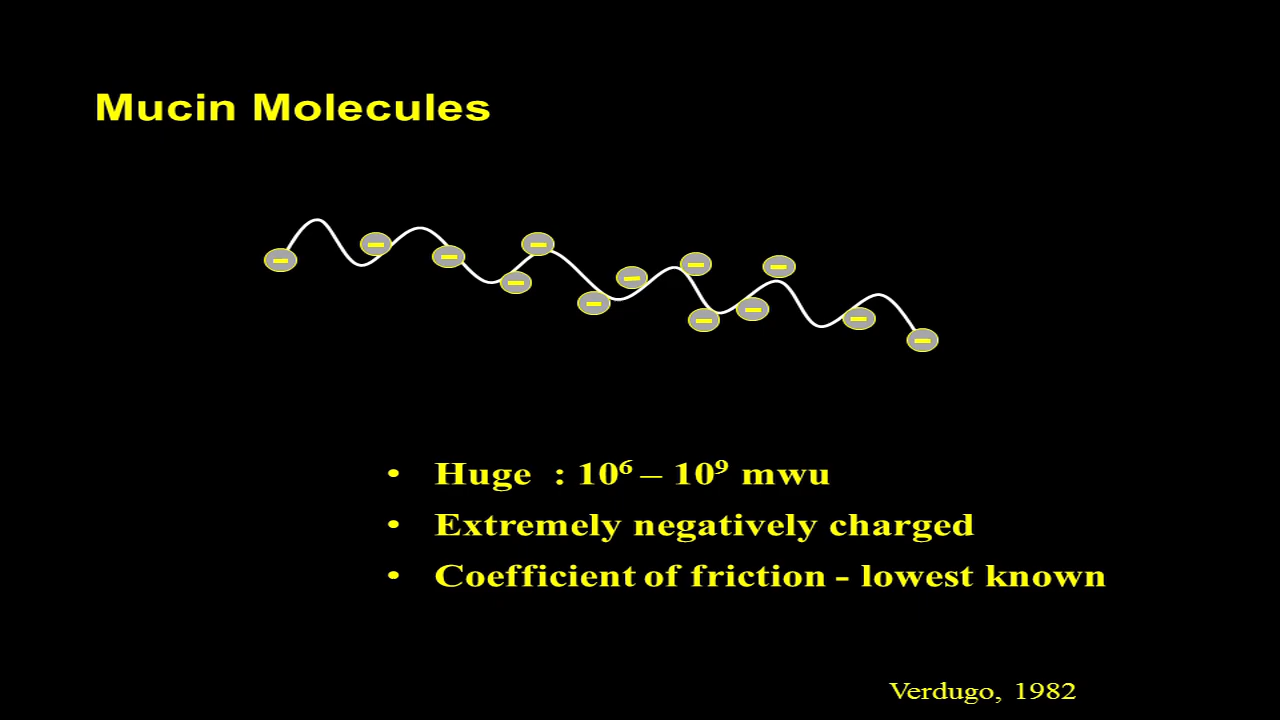 Mucin Molecules
• Huge : 10⁶ – 10⁹ mwu
• Extremely negatively charged
• Coefficient of friction - lowest known
Verdugo, 1982